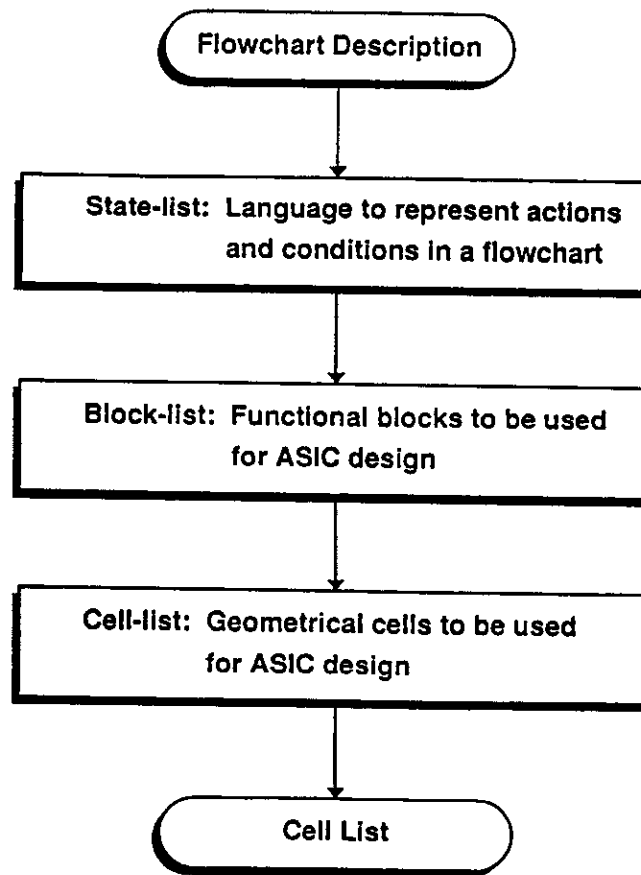 Flowchart Description
State-list: Language to represent actions
and conditions in a flowchart
Block-list: Functional blocks to be used
for ASIC design
Cell-list: Geometrical cells to be used
for ASIC design
Cell List